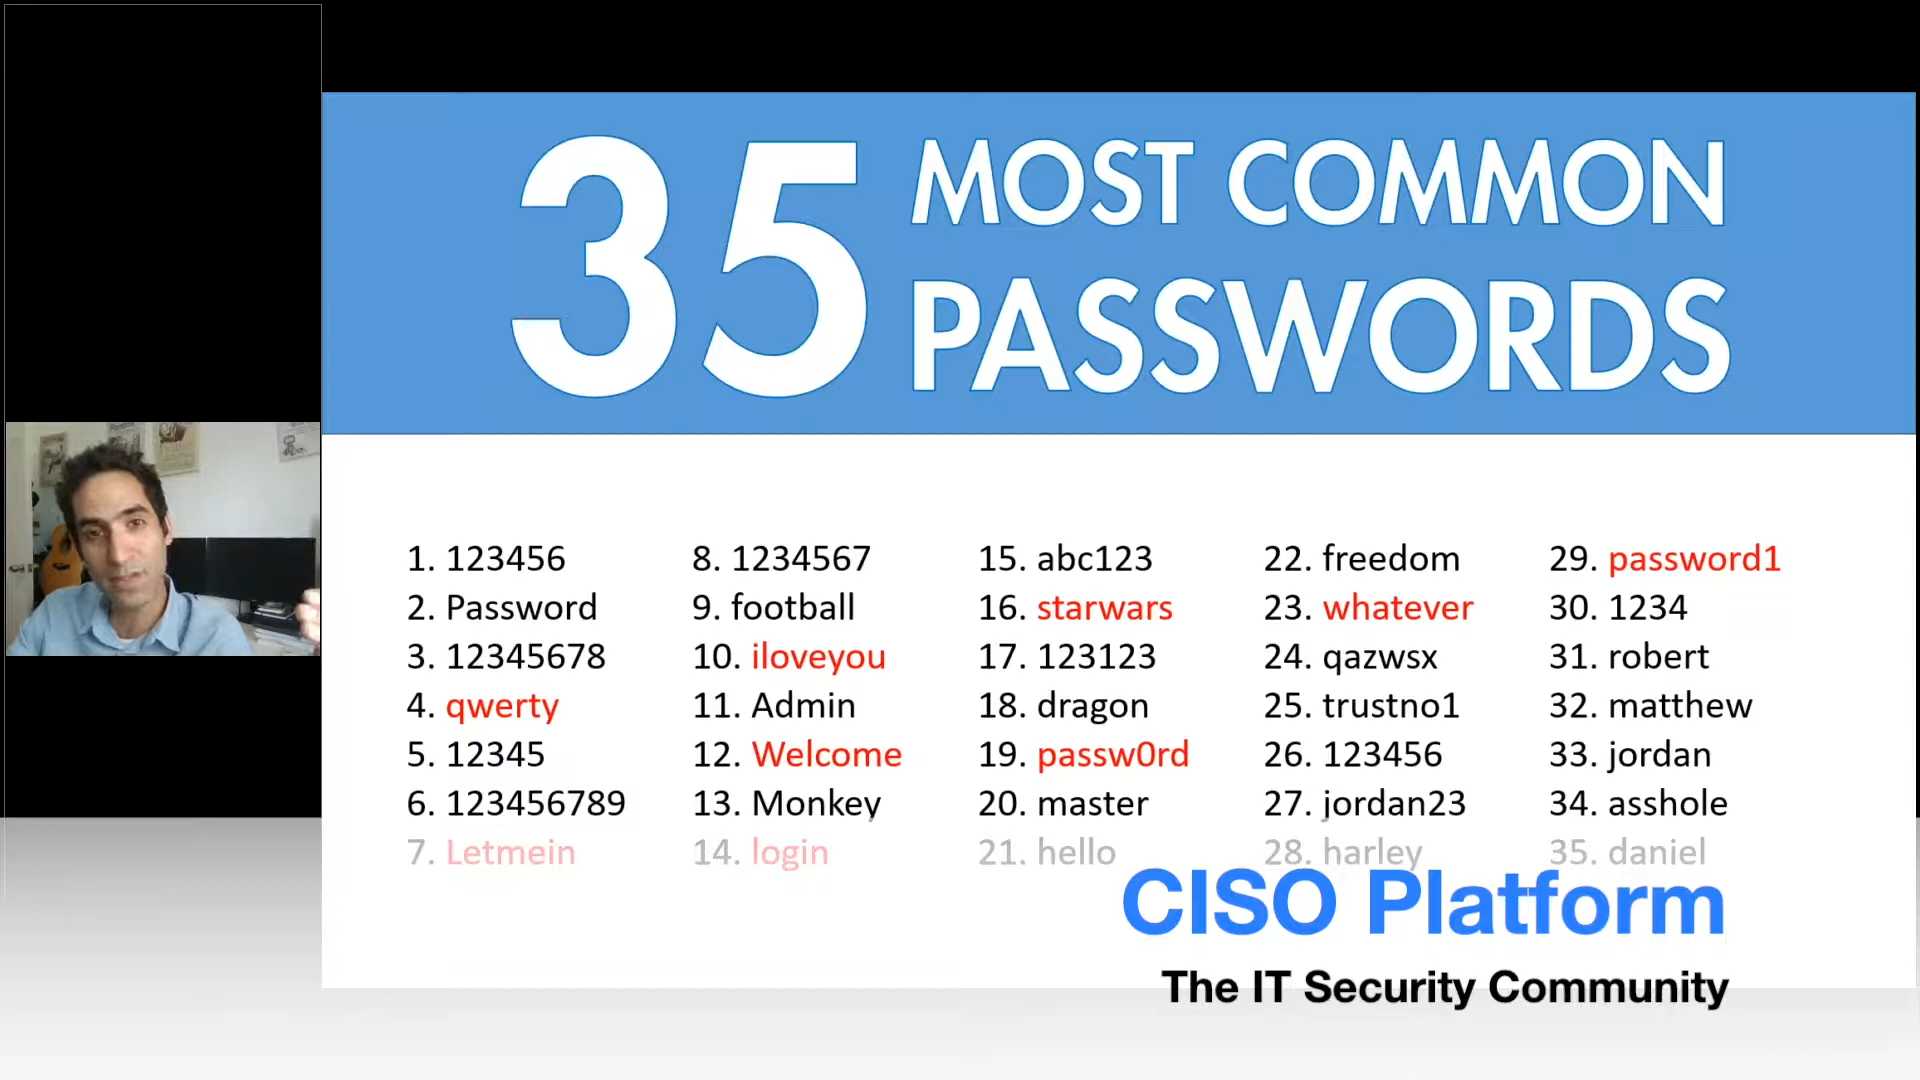 35 MOST COMMON
PASSWORDS
1. 123456
2. Password
3. 12345678
4. qwerty
5. 12345
6. 123456789
7. Letmein
8. 1234567
9. football
10. iloveyou
11. Admin
12. Welcome
13. Monkey
14. login
15. abc123
16. starwars
17. 123123
18. dragon
19. passw0rd
20. master
21. hello
22. freedom
23. whatever
24. qazwsx
25. trustno1
26. 123456
27. jordan23
28. harley
29. password1
30. 1234
31. robert
32. matthew
33. jordan
34. asshole
35. daniel
CISO Platform
The IT Security Community